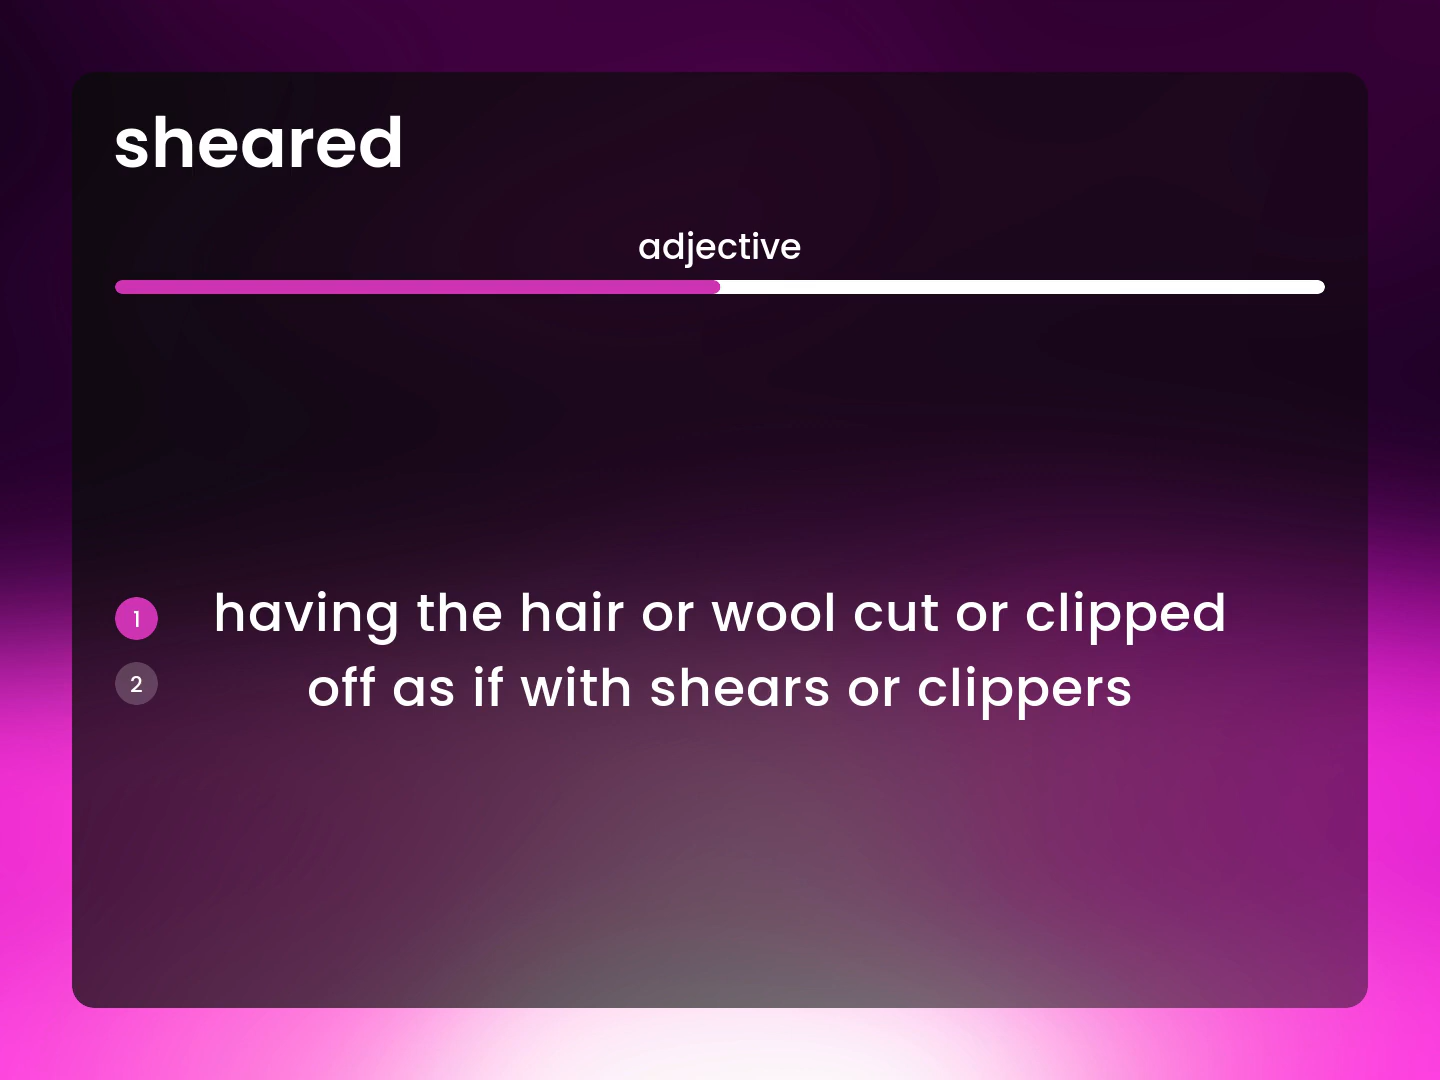 sheared
adjective
1
having the hair or wool cut or clipped
2
off as if with shears or clippers